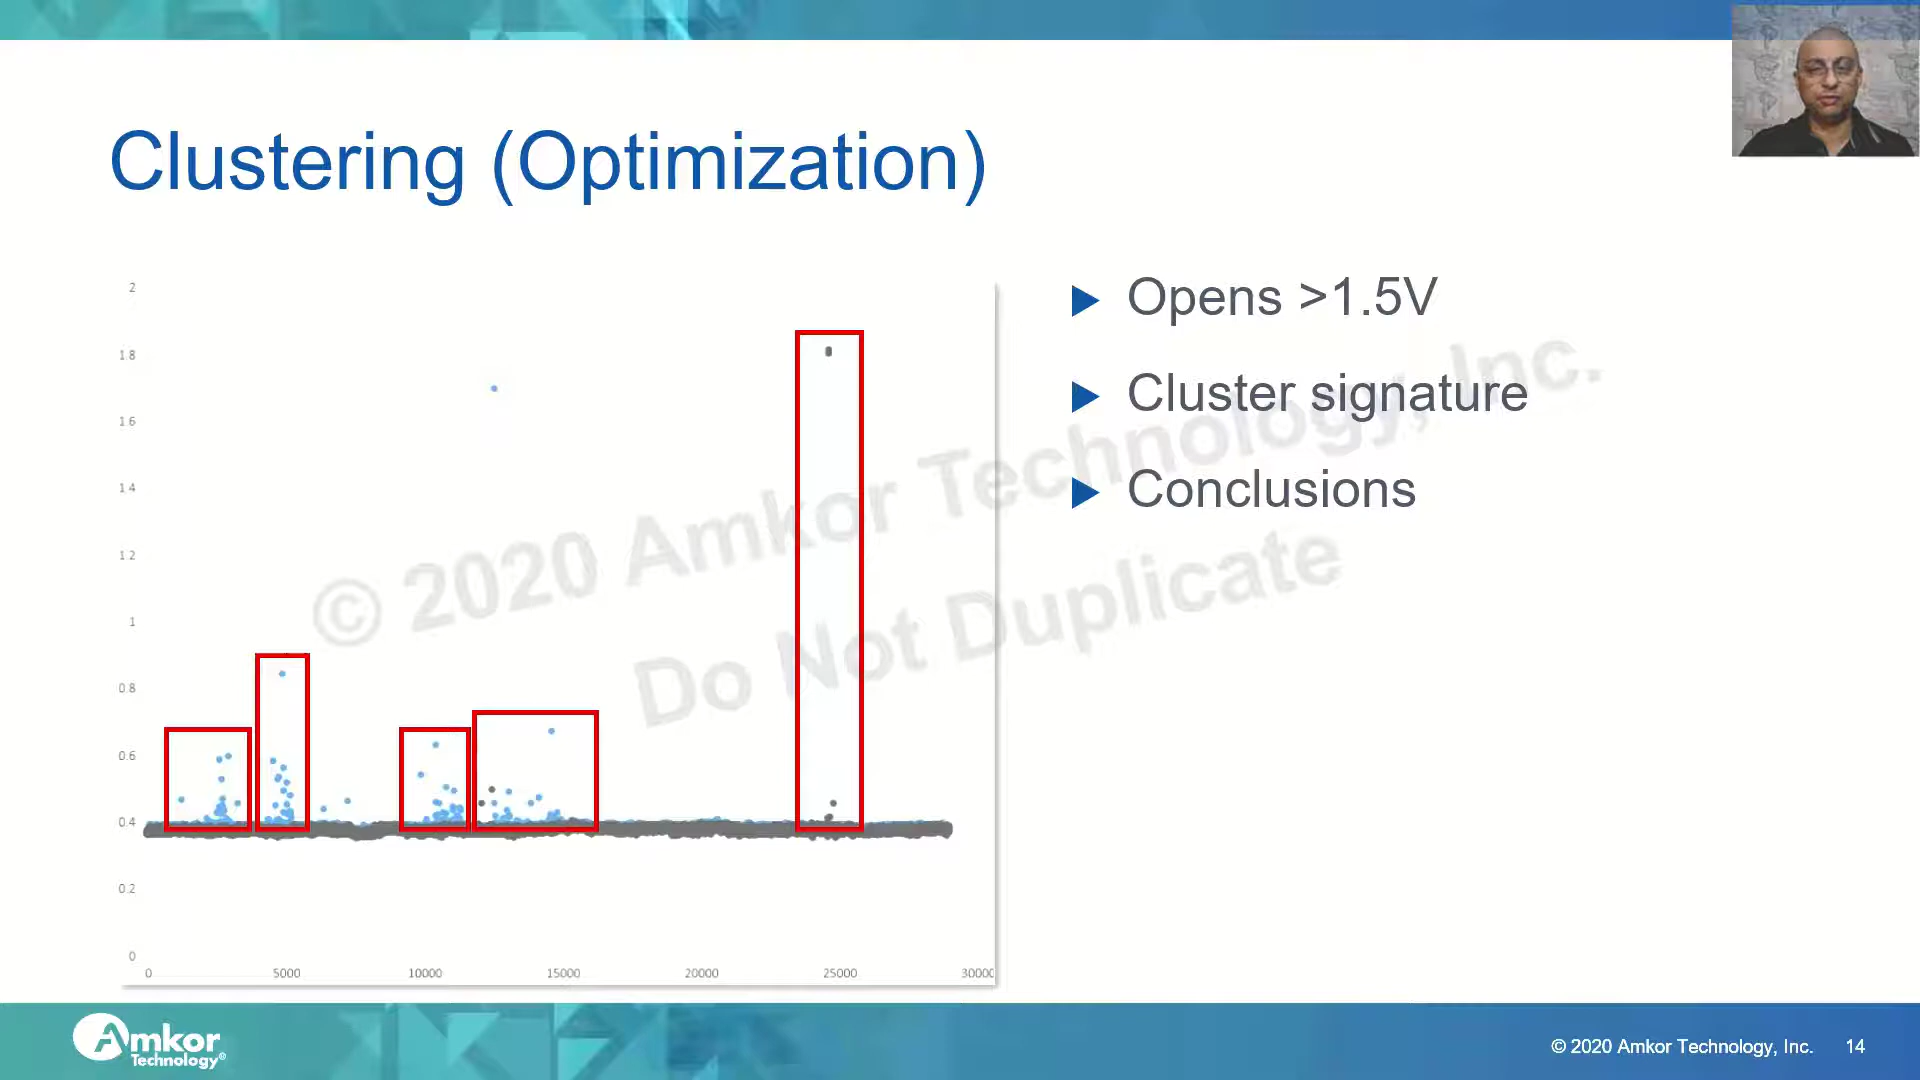 Clustering (Optimization)
2
1.8
1.6
1.4
1.2
1
0.8
0.6
0.4
0.2
0
0
5000
10000
15000
20000
25000
30000
Opens >1.5V
Cluster signature
Conclusions
© 2020 Amkor Technology, Inc.
Do Not Duplicate
Amkor
Technology®
© 2020 Amkor Technology, Inc.
14